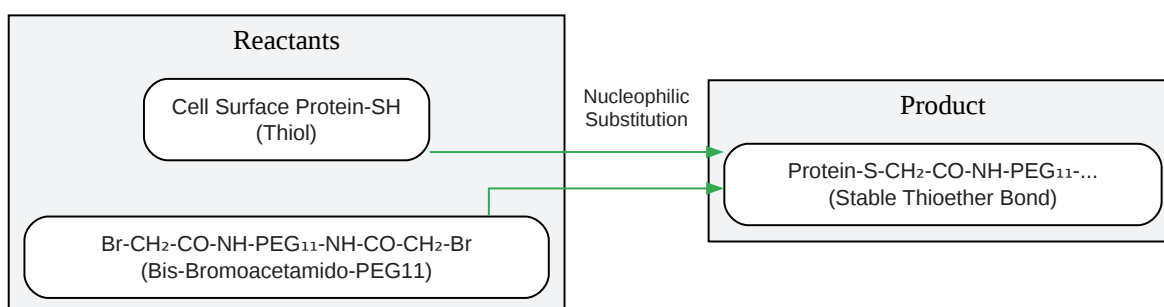 Reactants
Cell Surface Protein-SH
(Thiol)
Br-CH₂-CO-NH-PEG₁₁-NH-CO-CH₂-Br
(Bis-Bromoacetamido-PEG11)
Nucleophilic
Substitution
Product
Protein-S-CH₂-CO-NH-PEG₁₁-...
(Stable Thioether Bond)